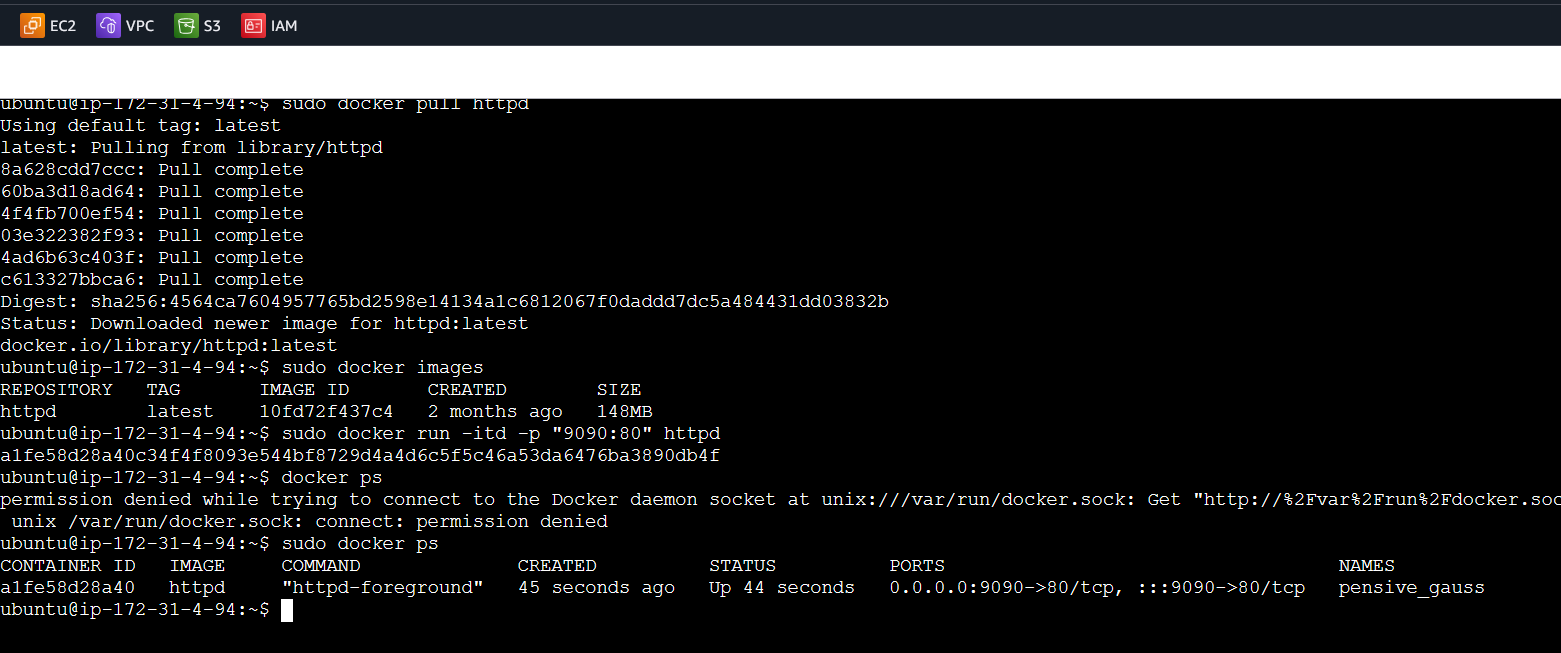 EC2 VPC S3 IAM
ubuntu@ip-172-31-4-94:~$ sudo docker pull httpd
Using default tag: latest
latest: Pulling from library/httpd
8a628cdd7ccc: Pull complete
60ba3d18ad64: Pull complete
4f4fb700ef54: Pull complete
03e322382f93: Pull complete
4ad6b63c403f: Pull complete
c613327bbca6: Pull complete
Digest: sha256:4564ca7604957765bd2598e14134a1c6812067f0daddd7dc5a484431dd03832b
Status: Downloaded newer image for httpd:latest
docker.io/library/httpd:latest
ubuntu@ip-172-31-4-94:~$ sudo docker images
REPOSITORY   TAG       IMAGE ID       CREATED        SIZE
httpd        latest    10fd72f437c4   2 months ago   148MB
ubuntu@ip-172-31-4-94:~$ sudo docker run -itd -p "9090:80" httpd
a1fe58d28a40c34f4f8093e544bf8729d4a4d6c5f5c46a53da6476ba3890db4f
ubuntu@ip-172-31-4-94:~$ docker ps
permission denied while trying to connect to the Docker daemon socket at unix:///var/run/docker.sock: Get "http://%2Fvar%2Frun%2Fdocker.soc
 unix /var/run/docker.sock: connect: permission denied
ubuntu@ip-172-31-4-94:~$ sudo docker ps
CONTAINER ID   IMAGE     COMMAND              CREATED          STATUS          PORTS                                   NAMES
a1fe58d28a40   httpd     "httpd-foreground"   45 seconds ago   Up 44 seconds   0.0.0.0:9090->80/tcp, :::9090->80/tcp   pensive_gauss
ubuntu@ip-172-31-4-94:~$